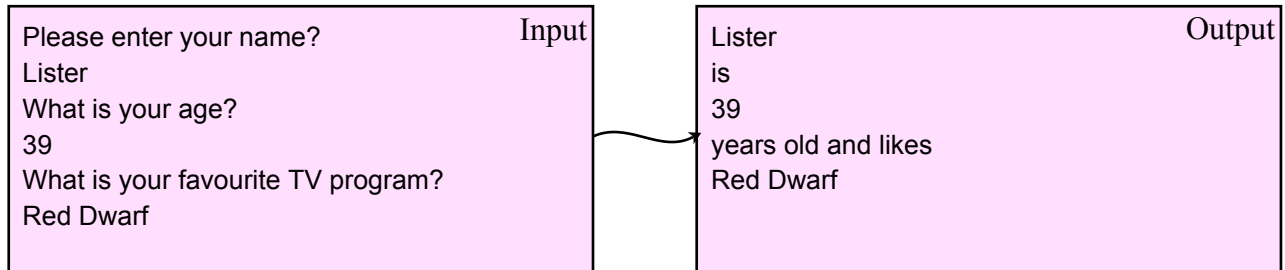 Input
Please enter your name?
Lister
What is your age?
39
What is your favourite TV program?
Red Dwarf
Output
Lister
is
39
years old and likes
Red Dwarf